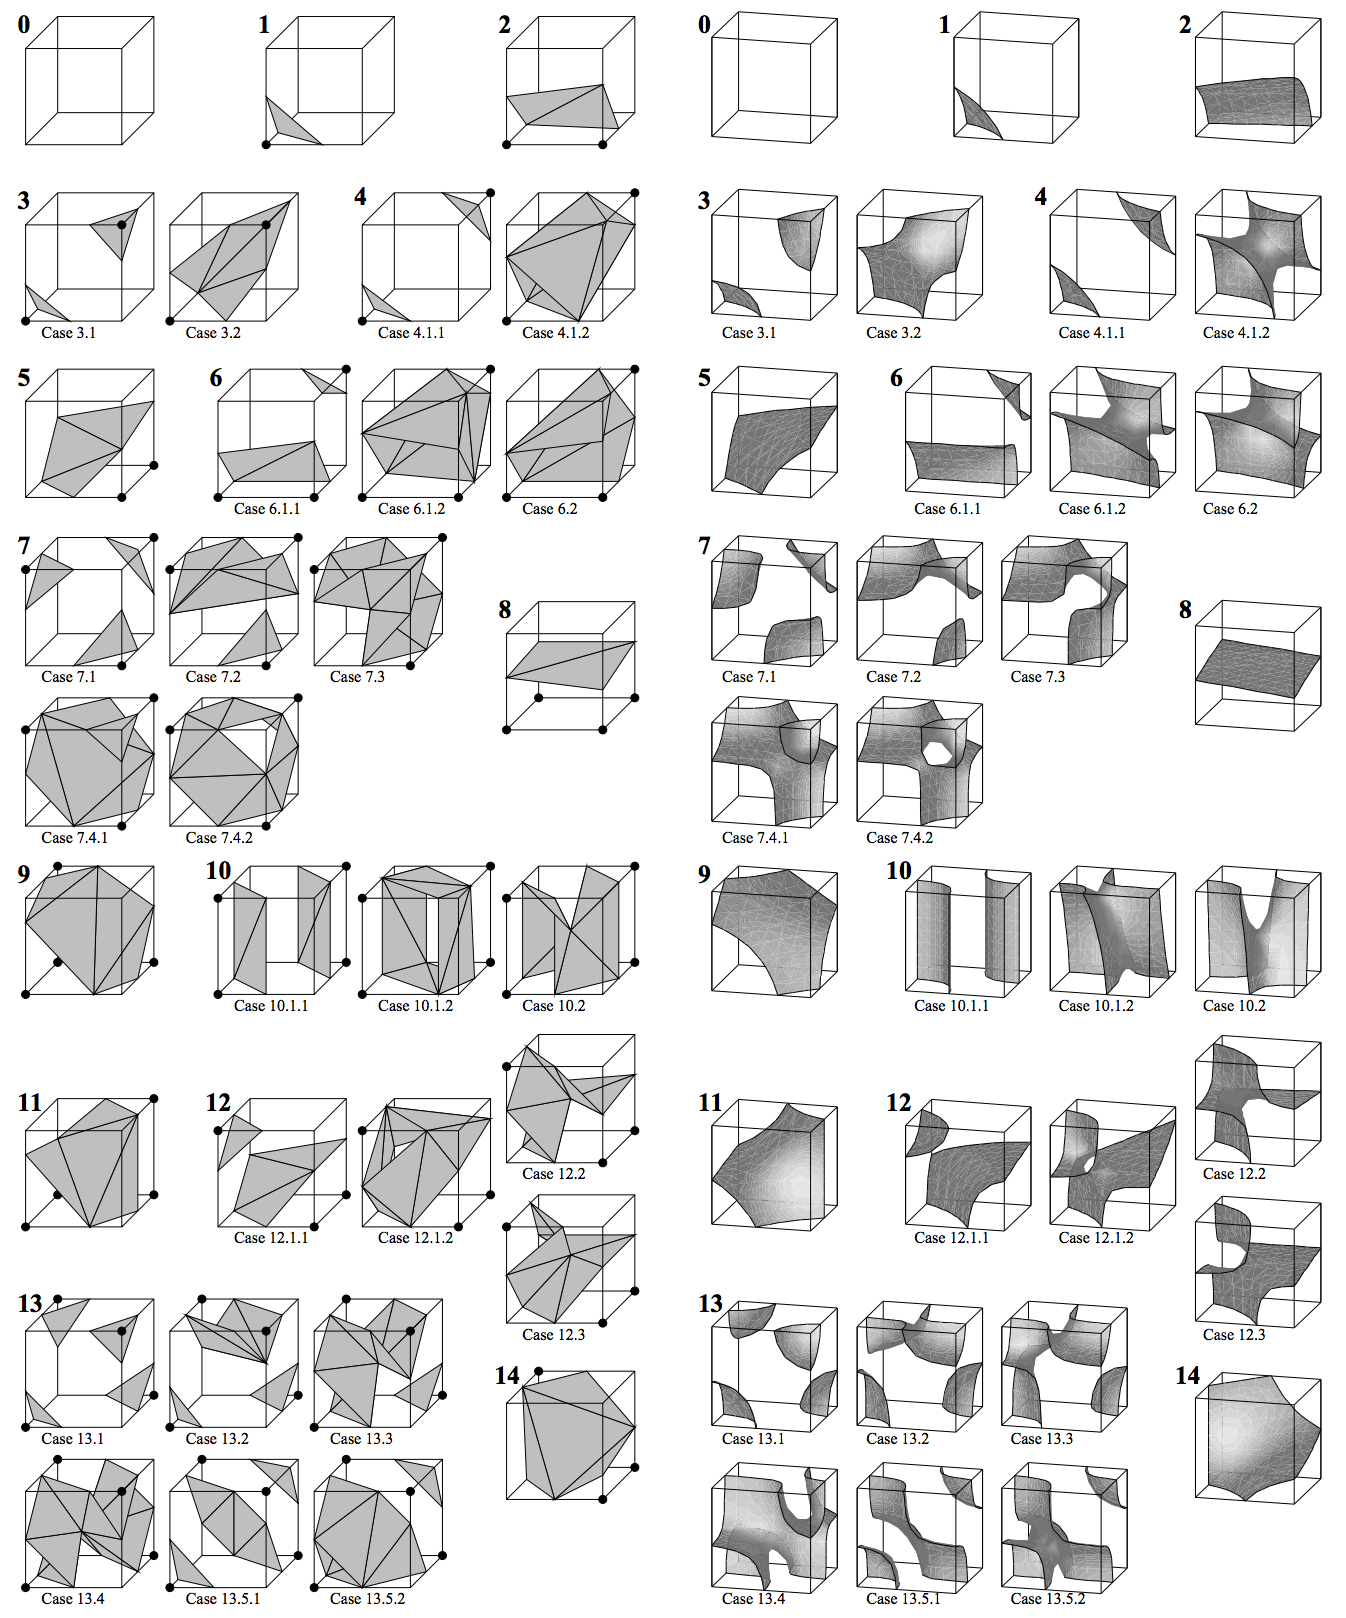 0 1 2 0 1 2
3 4 3 4
Case 3.1 Case 3.2 Case 4.1.1 Case 4.1.2 Case 3.1 Case 3.2 Case 4.1.1 Case 4.1.2
5 6 5 6
Case 6.1.1 Case 6.1.2 Case 6.2 Case 6.1.1 Case 6.1.2 Case 6.2
7 7
8 8
Case 7.1 Case 7.2 Case 7.3 Case 7.1 Case 7.2 Case 7.3
Case 7.4.1 Case 7.4.2 Case 7.4.1 Case 7.4.2
9 10 9 10
Case 10.1.1 Case 10.1.2 Case 10.2 Case 10.1.1 Case 10.1.2 Case 10.2
11 12 11 12
Case 12.2 Case 12.2
Case 12.1.1 Case 12.1.2 Case 12.1.1 Case 12.1.2
13 13
Case 12.3 Case 12.3
14 14
Case 13.1 Case 13.2 Case 13.3 Case 13.1 Case 13.2 Case 13.3
Case 13.4 Case 13.5.1 Case 13.5.2 Case 13.4 Case 13.5.1 Case 13.5.2